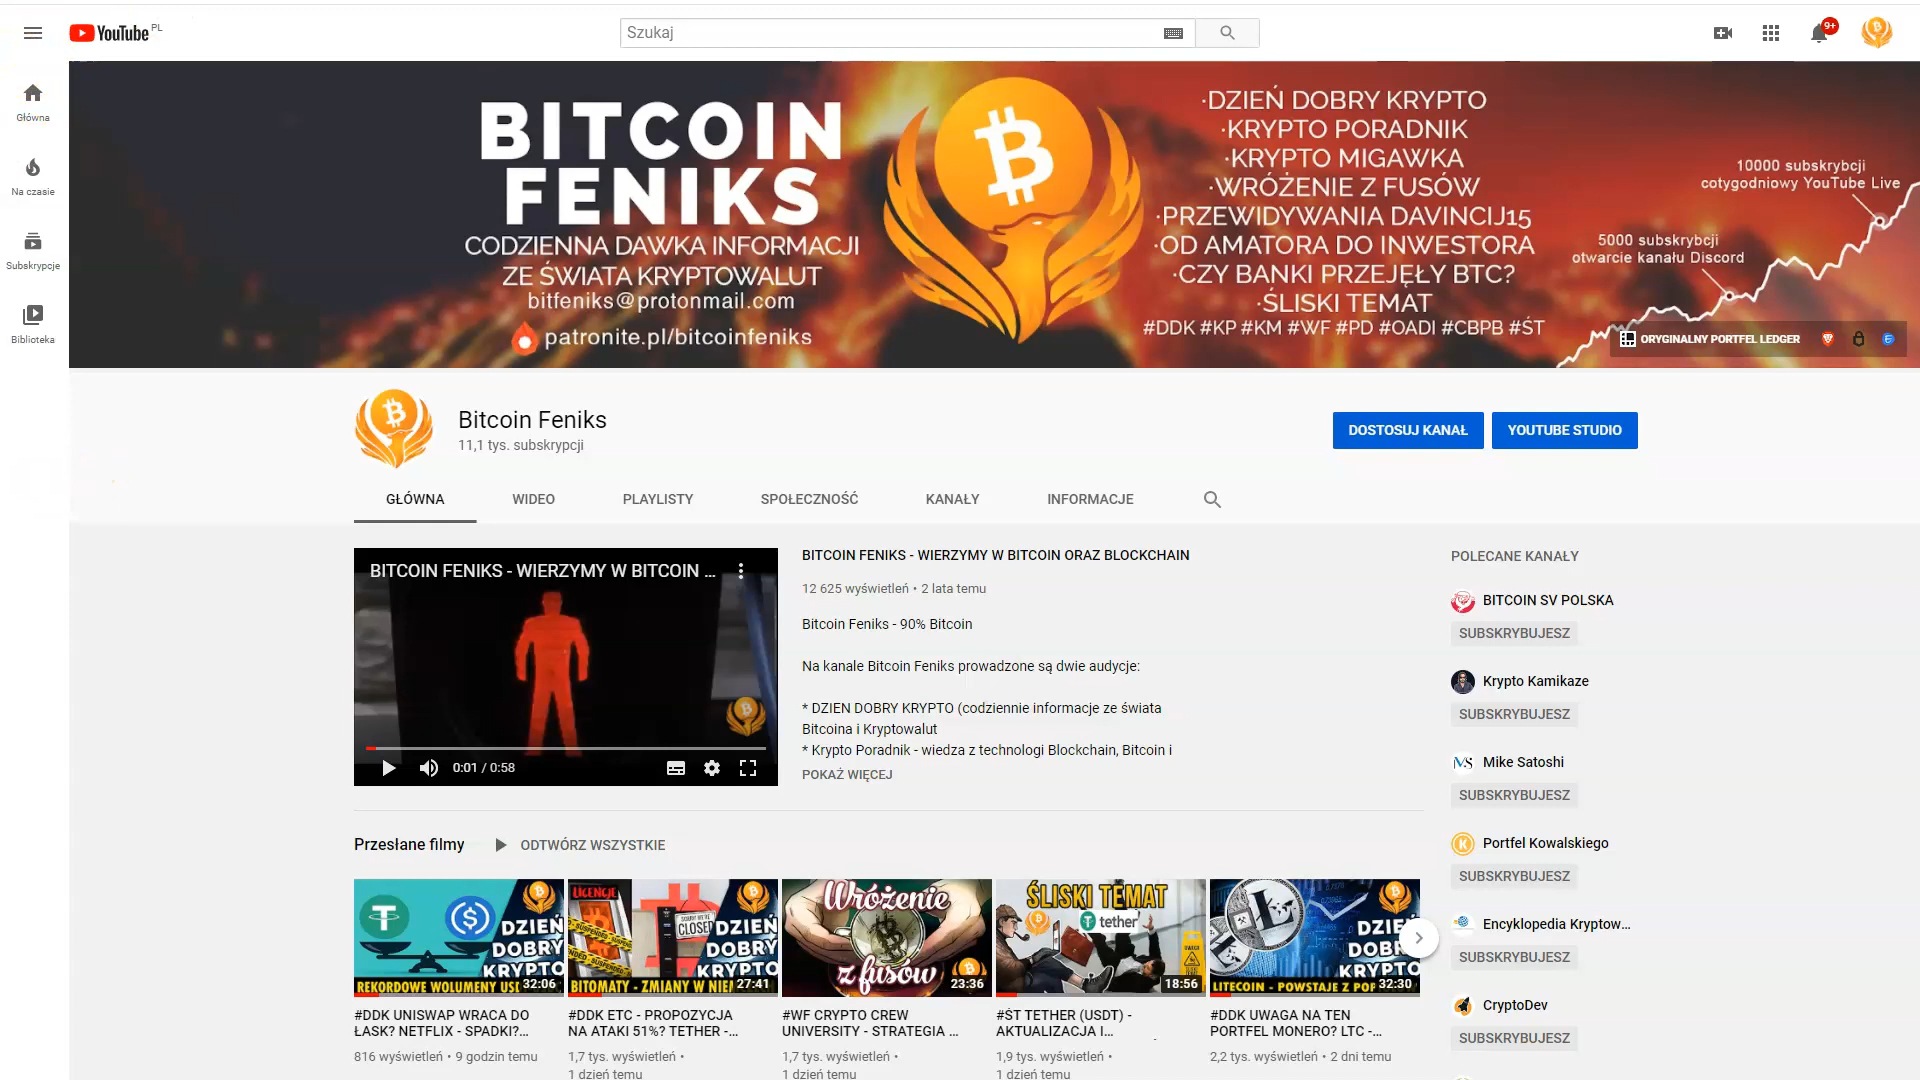 YouTube PL
Szukaj
9+
Główna
Na czasie
Subskrypcje
Biblioteka
BITCOIN
FENIKS
CODZIENNA DAWKA INFORMACJI
ZE ŚWIATA KRYPTOWALUT
bitfeniks@protonmail.com
patronite.pl/bitcoinfeniks
·DZIEŃ DOBRY KRYPTO
·KRYPTO PORADNIK
·KRYPTO MIGAWKA
·WRÓŻENIE Z FUSÓW
·PRZEWIDYWANIA DAVINCIJ15
·OD AMATORA DO INWESTORA
·CZY BANKI PRZEJĘŁY BTC?
·ŚLISKI TEMAT
#DDK #KP #KM #WF #PD #OADI #CBPB #ŚT
10000 subskrybcji
cotygodniowy YouTube Live
5000 subskrybcji
otwarcie kanału Discord
ORYGINALNY PORTFEL LEDGER
Bitcoin Feniks
11,1 tys. subskrypcji
DOSTOSUJ KANAŁ
YOUTUBE STUDIO
GŁÓWNA
WIDEO
PLAYLISTY
SPOŁECZNOŚĆ
KANAŁY
INFORMACJE
BITCOIN FENIKS - WIERZYMY W BITCOIN ...
0:01 / 0:58
BITCOIN FENIKS - WIERZYMY W BITCOIN ORAZ BLOCKCHAIN
12 625 wyświetleń • 2 lata temu
Bitcoin Feniks - 90% Bitcoin
Na kanale Bitcoin Feniks prowadzone są dwie audycje:
* DZIEN DOBRY KRYPTO (codziennie informacje ze świata
Bitcoina i Kryptowalut
* Krypto Poradnik - wiedza z technologi Blockchain, Bitcoin i
POKAŻ WIĘCEJ
POLECANE KANAŁY
BITCOIN SV POLSKA
SUBSKRYBUJESZ
Krypto Kamikaze
SUBSKRYBUJESZ
Mike Satoshi
SUBSKRYBUJESZ
Portfel Kowalskiego
SUBSKRYBUJESZ
Encyklopedia Kryptow...
SUBSKRYBUJESZ
CryptoDev
SUBSKRYBUJESZ
Przesłane filmy
ODTWÓRZ WSZYSTKIE
DZIEŃ
DOBRY
KRYPTO
REKORDOWE WOLUMENY
32:06
LICENCJE
SUSPENDED
CLOSED
DZIEŃ
DOBRY
KRYPTO
BITOMATY - ZMIANY W
27:41
Wróżenie
z fusów
23:36
ŚLISKI TEMAT
tether
18:56
DZIEŃ
DOBRY
KRYPTO
LITECOIN - POWSTAJE Z
32:30
#DDK UNISWAP WRACA DO
ŁASK? NETFLIX - SPADKI?...
816 wyświetleń • 9 godzin temu
#DDK ETC - PROPOZYCJA
NA ATAKI 51%? TETHER -...
1,7 tys. wyświetleń •
1 dzień temu
#WF CRYPTO CREW
UNIVERSITY - STRATEGIA ...
1,7 tys. wyświetleń •
1 dzień temu
#ŚT TETHER (USDT) -
AKTUALIZACJA I...
1,9 tys. wyświetleń •
1 dzień temu
#DDK UWAGA NA TEN
PORTFEL MONERO? LTC -...
2,2 tys. wyświetleń • 2 dni temu